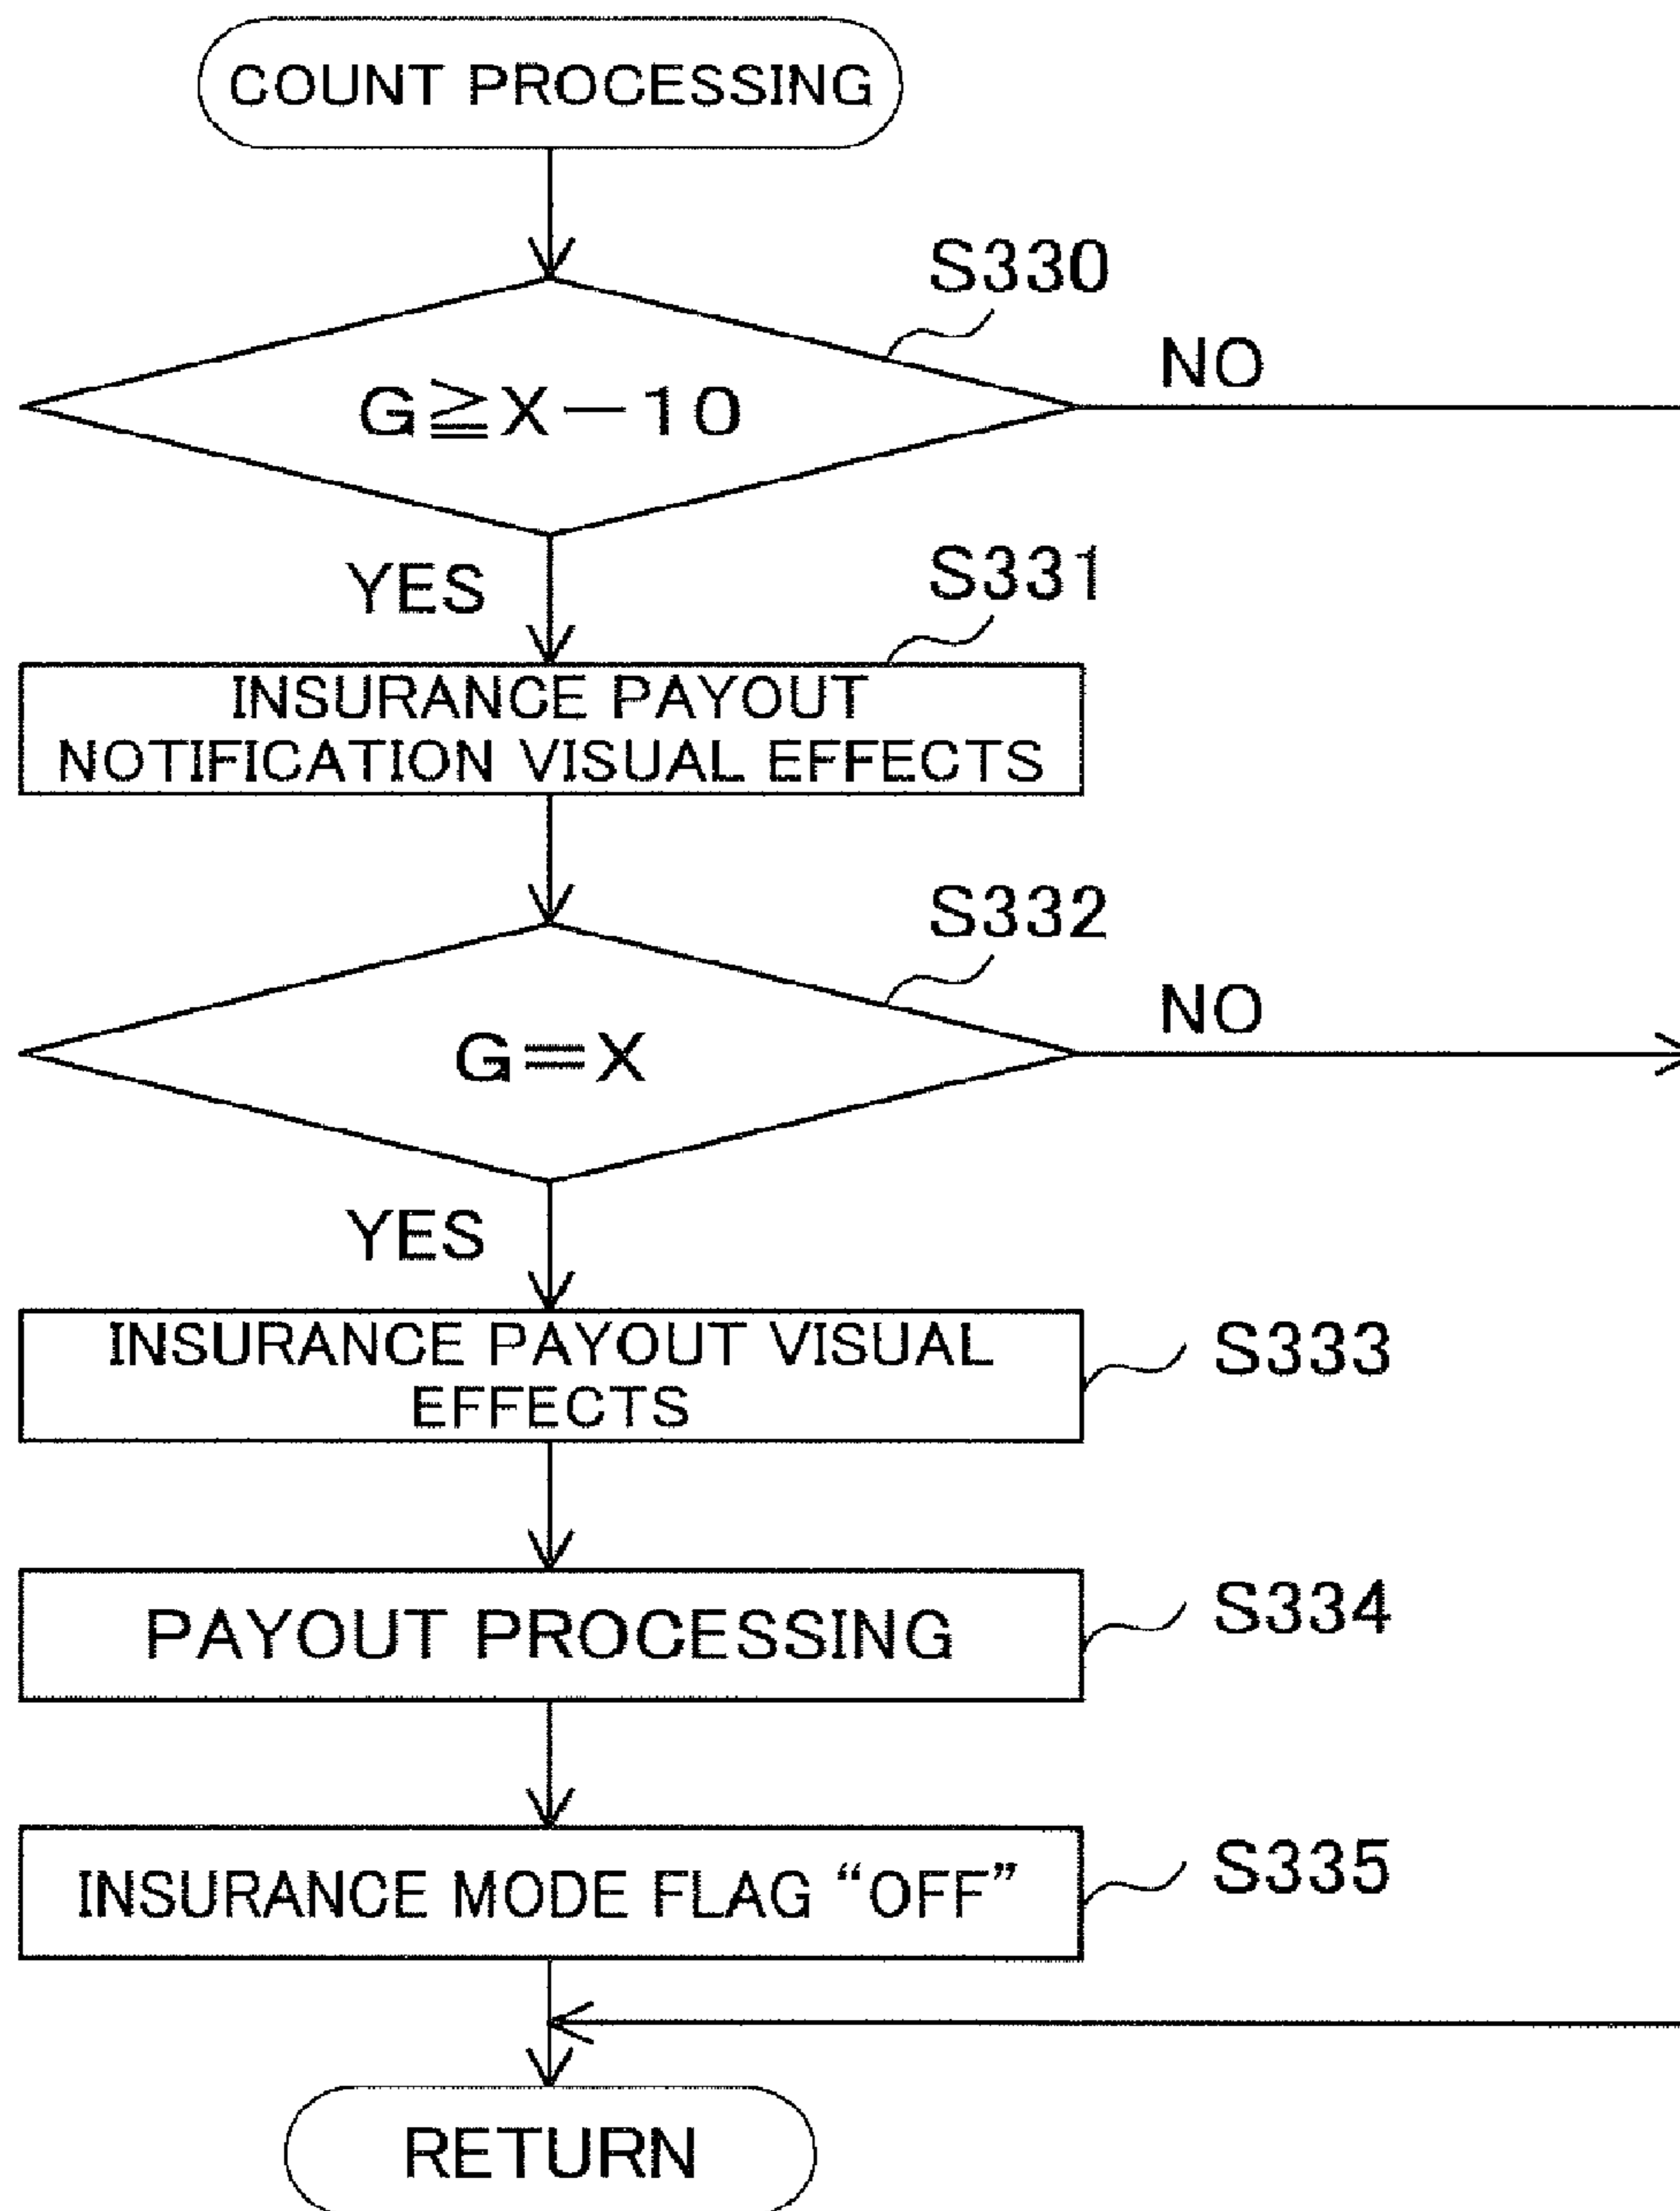 COUNT PROCESSING
S330
G≧X−10
NO
YES
S331
INSURANCE PAYOUT
NOTIFICATION VISUAL EFFECTS
S332
G=X
NO
YES
INSURANCE PAYOUT VISUAL
EFFECTS
S333
PAYOUT PROCESSING
S334
INSURANCE MODE FLAG “OFF”
S335
RETURN